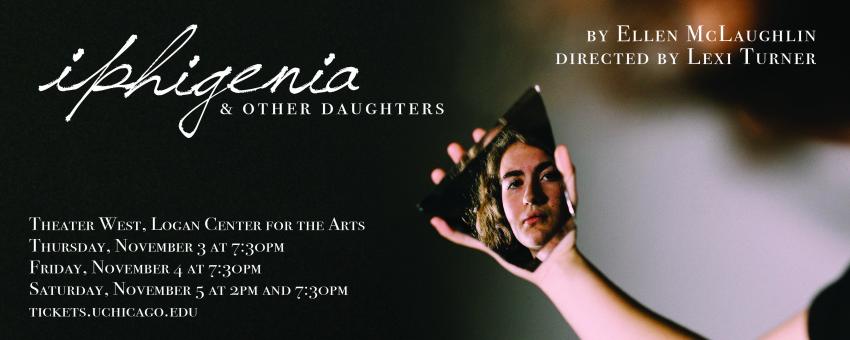 iphigenia
& OTHER DAUGHTERS
BY ELLEN MCLAUGHLIN
DIRECTED BY LEXI TURNER
THEATER WEST, LOGAN CENTER FOR THE ARTS
THURSDAY, NOVEMBER 3 AT 7:30PM
FRIDAY, NOVEMBER 4 AT 7:30PM
SATURDAY, NOVEMBER 5 AT 2PM AND 7:30PM
TICKETS.UCHICAGO.EDU